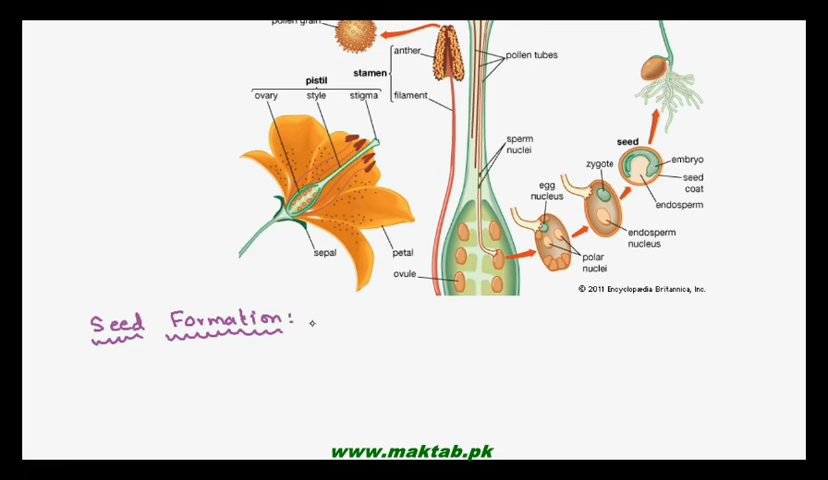 pollen grain
anther
stamen
filament
pollen tubes
pistil
ovary style stigma
sperm
nuclei
seed
zygote
embryo
seed
coat
endosperm
egg
nucleus
endosperm
nucleus
polar
nuclei
sepal
petal
ovule
© 2011 Encyclopædia Britannica, Inc.
Seed Formation:
www.maktab.pk